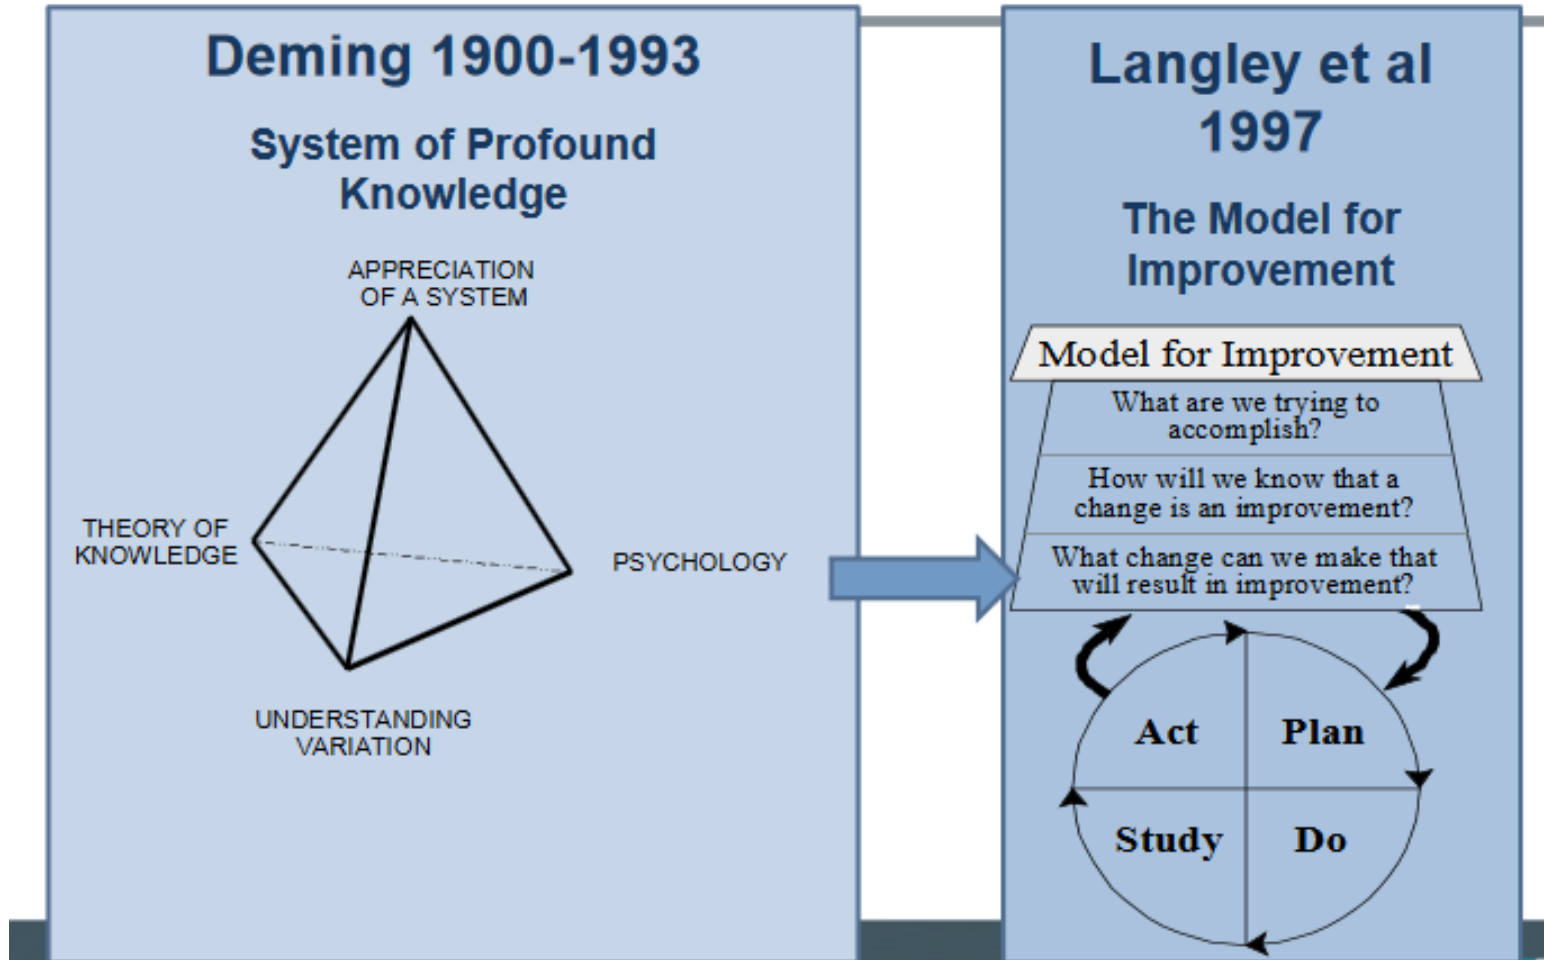 Deming 1900-1993
System of Profound
Knowledge
APPRECIATION
OF A SYSTEM
THEORY OF
KNOWLEDGE
PSYCHOLOGY
UNDERSTANDING
VARIATION
Langley et al
1997
The Model for
Improvement
Model for Improvement
What are we trying to
accomplish?
How will we know that a
change is an improvement?
What change can we make that
will result in improvement?
Act
Plan
Study
Do